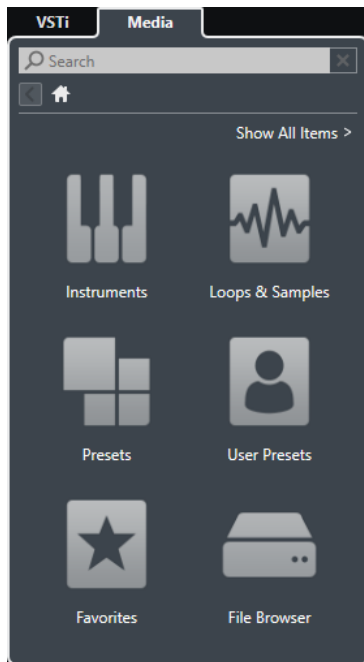 VSTi Media
Search
Show All Items >
Instruments Loops & Samples
Presets User Presets
Favorites File Browser